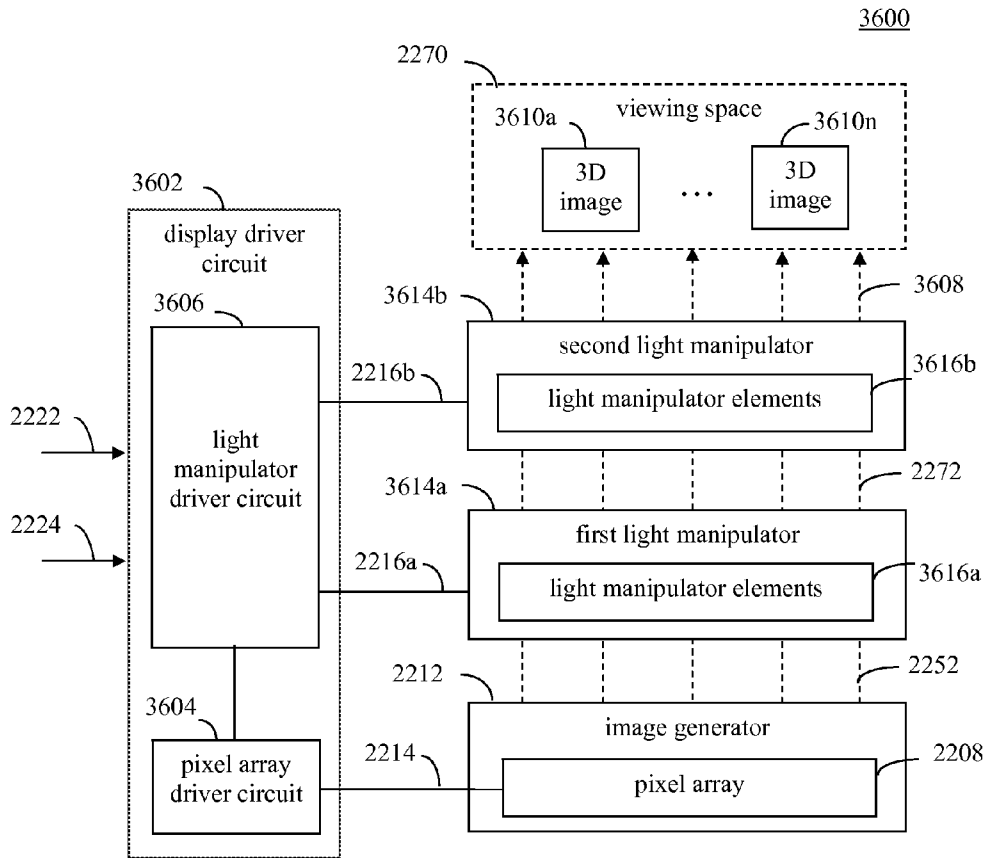 3600
2270
viewing space
3610a
3610n
3D
image
. . .
3D
image
3602
display driver
circuit
3608
3606
3614b
second light manipulator
2216b
3616b
light manipulator elements
2222
light
manipulator
driver circuit
2272
3614a
first light manipulator
2224
2216a
3616a
light manipulator elements
2252
2212
3604
image generator
pixel array
driver circuit
2214
2208
pixel array